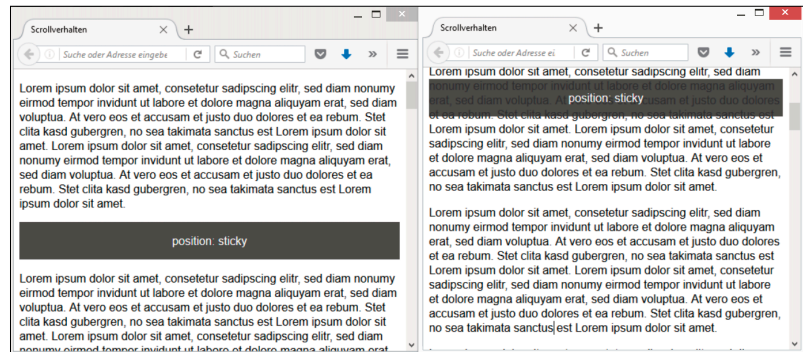 Scrollverhalten
Suche oder Adresse eingebe
Suchen
Lorem ipsum dolor sit amet, consetetur sadipscing elitr, sed diam nonumy
eirmod tempor invidunt ut labore et dolore magna aliquyam erat, sed diam
voluptua. At vero eos et accusam et justo duo dolores et ea rebum. Stet
clita kasd gubergren, no sea takimata sanctus est Lorem ipsum dolor sit
amet. Lorem ipsum dolor sit amet, consetetur sadipscing elitr, sed diam
nonumy eirmod tempor invidunt ut labore et dolore magna aliquyam erat,
sed diam voluptua. At vero eos et accusam et justo duo dolores et ea
rebum. Stet clita kasd gubergren, no sea takimata sanctus est Lorem
ipsum dolor sit amet.
position: sticky
Lorem ipsum dolor sit amet, consetetur sadipscing elitr, sed diam nonumy
eirmod tempor invidunt ut labore et dolore magna aliquyam erat, sed diam
voluptua. At vero eos et accusam et justo duo dolores et ea rebum. Stet
clita kasd gubergren, no sea takimata sanctus est Lorem ipsum dolor sit
amet. Lorem ipsum dolor sit amet, consetetur sadipscing elitr, sed diam
nonumy eirmod tempor invidunt ut labore et dolore magna aliquyam erat,
Scrollverhalten
Suche oder Adresse ei.
Suchen
Lorem ipsum dolor sit amet, consetetur sadipscing elitr, sed diam nonumy
position: sticky
et ea rebum. Stet clita kasd gubergren, no sea takimata sanctus est
Lorem ipsum dolor sit amet. Lorem ipsum dolor sit amet, consetetur
sadipscing elitr, sed diam nonumy eirmod tempor invidunt ut labore
et dolore magna aliquyam erat, sed diam voluptua. At vero eos et
accusam et justo duo dolores et ea rebum. Stet clita kasd gubergren,
no sea takimata sanctus est Lorem ipsum dolor sit amet.
Lorem ipsum dolor sit amet, consetetur sadipscing elitr, sed diam
nonumy eirmod tempor invidunt ut labore et dolore magna aliquyam
erat, sed diam voluptua. At vero eos et accusam et justo duo dolores
et ea rebum. Stet clita kasd gubergren, no sea takimata sanctus est
Lorem ipsum dolor sit amet. Lorem ipsum dolor sit amet, consetetur
sadipscing elitr, sed diam nonumy eirmod tempor invidunt ut labore
et dolore magna aliquyam erat, sed diam voluptua. At vero eos et
accusam et justo duo dolores et ea rebum. Stet clita kasd gubergren,
no sea takimata sanctus est Lorem ipsum dolor sit amet.